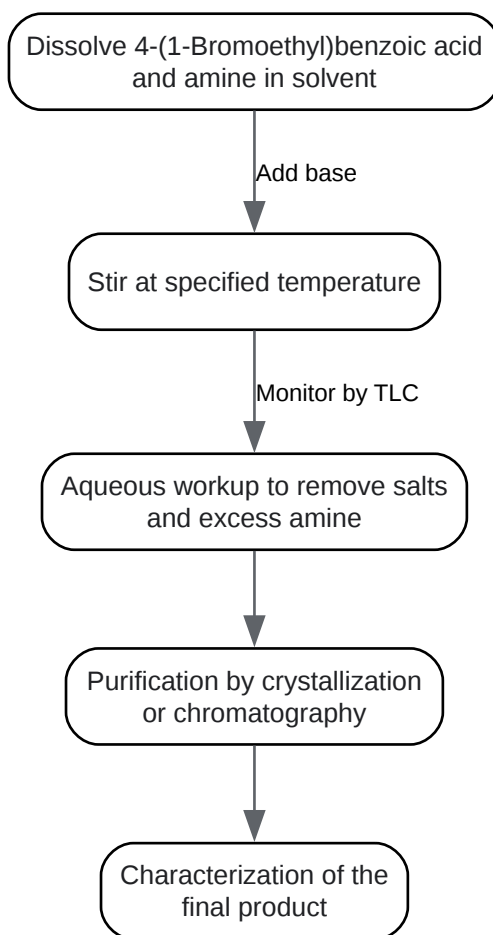 Dissolve 4-(1-Bromoethyl)benzoic acid
and amine in solvent
Add base
Stir at specified temperature
Monitor by TLC
Aqueous workup to remove salts
and excess amine
Purification by crystallization
or chromatography
Characterization of the
final product